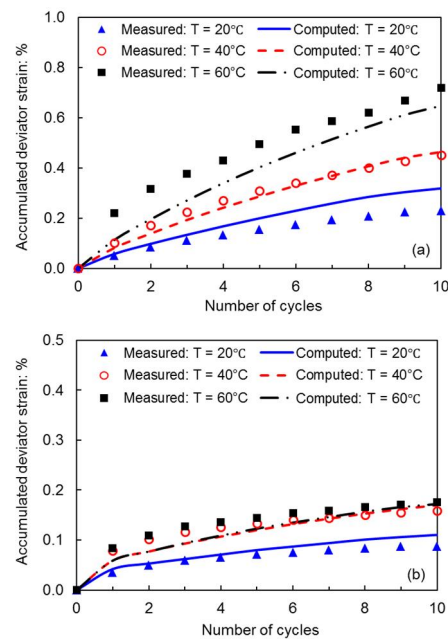 Measured: T = 20°C Computed: T = 20°C
Measured: T = 40°C Computed: T = 40°C
Measured: T = 60°C Computed: T = 60°C
Accumulated deviator strain: %
1.0
0.8
0.6
0.4
0.2
0.0
(a)
0 2 4 6 8 10
Number of cycles
Measured: T = 20°C Computed: T = 20°C
Measured: T = 40°C Computed: T = 40°C
Measured: T = 60°C Computed: T = 60°C
Accumulated deviator strain: %
0.5
0.4
0.3
0.2
0.1
0.0
(b)
0 2 4 6 8 10
Number of cycles